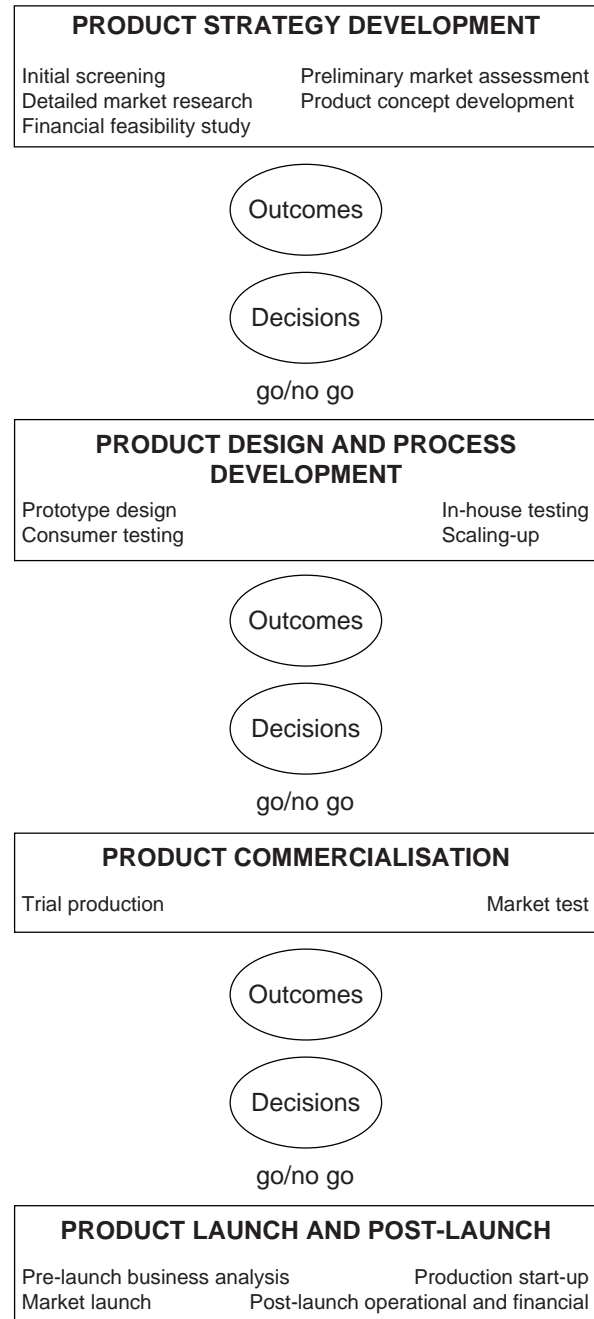 PRODUCT STRATEGY DEVELOPMENT
Initial screening Preliminary market assessment
Detailed market research Product concept development
Financial feasibility study
Outcomes
Decisions
go/no go
PRODUCT DESIGN AND PROCESS
DEVELOPMENT
Prototype design In-house testing
Consumer testing Scaling-up
Outcomes
Decisions
go/no go
PRODUCT COMMERCIALISATION
Trial production Market test
Outcomes
Decisions
go/no go
PRODUCT LAUNCH AND POST-LAUNCH
Pre-launch business analysis Production start-up
Market launch Post-launch operational and financial